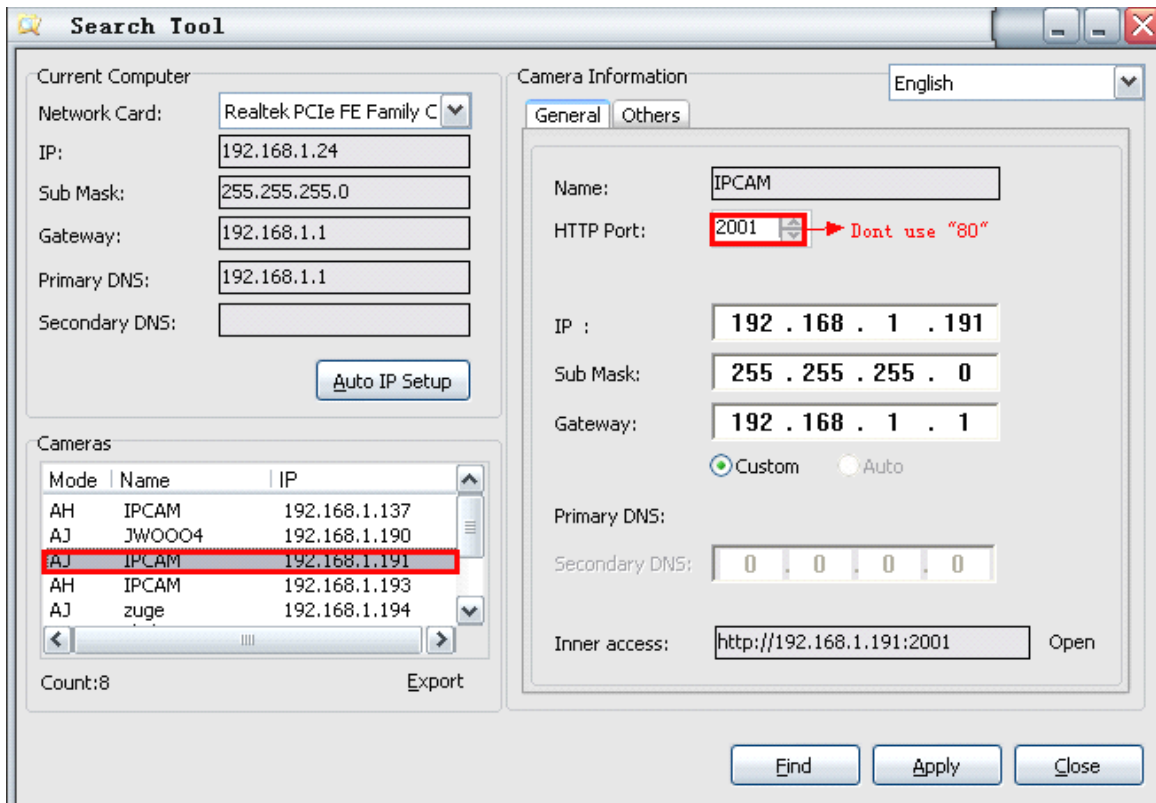 Search Tool
Current Computer
Network Card: Realtek PCIe FE Family C
IP: 192.168.1.24
Sub Mask: 255.255.255.0
Gateway: 192.168.1.1
Primary DNS: 192.168.1.1
Secondary DNS:
Auto IP Setup
Cameras
Mode Name IP
AH IPCAM 192.168.1.137
AJ JWOOO4 192.168.1.190
AJ IPCAM 192.168.1.191
AH IPCAM 192.168.1.193
AJ zuge 192.168.1.194
Count:8 Export
Camera Information English
General Others
Name: IPCAM
HTTP Port: 2001 Dont use "80"
IP : 192 . 168 . 1 . 191
Sub Mask: 255 . 255 . 255 . 0
Gateway: 192 . 168 . 1 . 1
Custom Auto
Primary DNS:
Secondary DNS: 0 . 0 . 0 . 0
Inner access: http://192.168.1.191:2001 Open
Find Apply Close